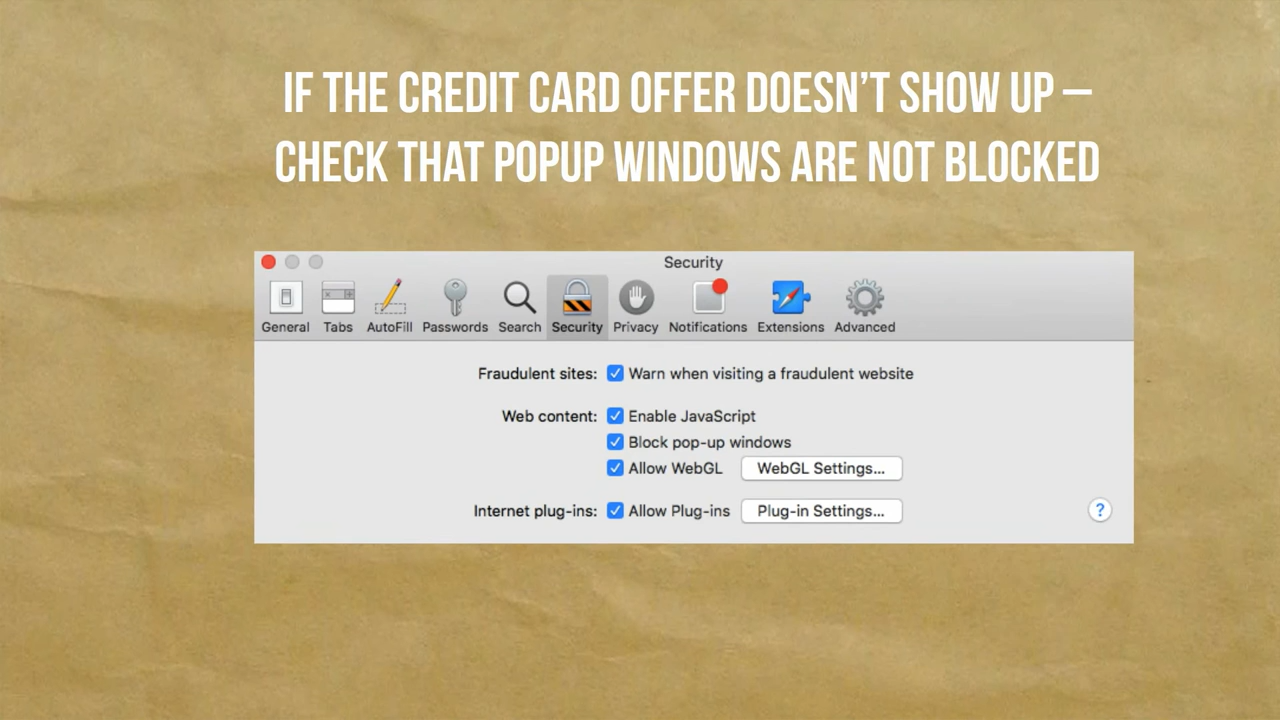 IF THE CREDIT CARD OFFER DOESN'T SHOW UP –
CHECK THAT POPUP WINDOWS ARE NOT BLOCKED
Security
General Tabs AutoFill Passwords Search Security Privacy Notifications Extensions Advanced
Fraudulent sites: Warn when visiting a fraudulent website
Web content: Enable JavaScript
Block pop-up windows
Allow WebGL WebGL Settings...
Internet plug-ins: Allow Plug-ins Plug-in Settings... ?